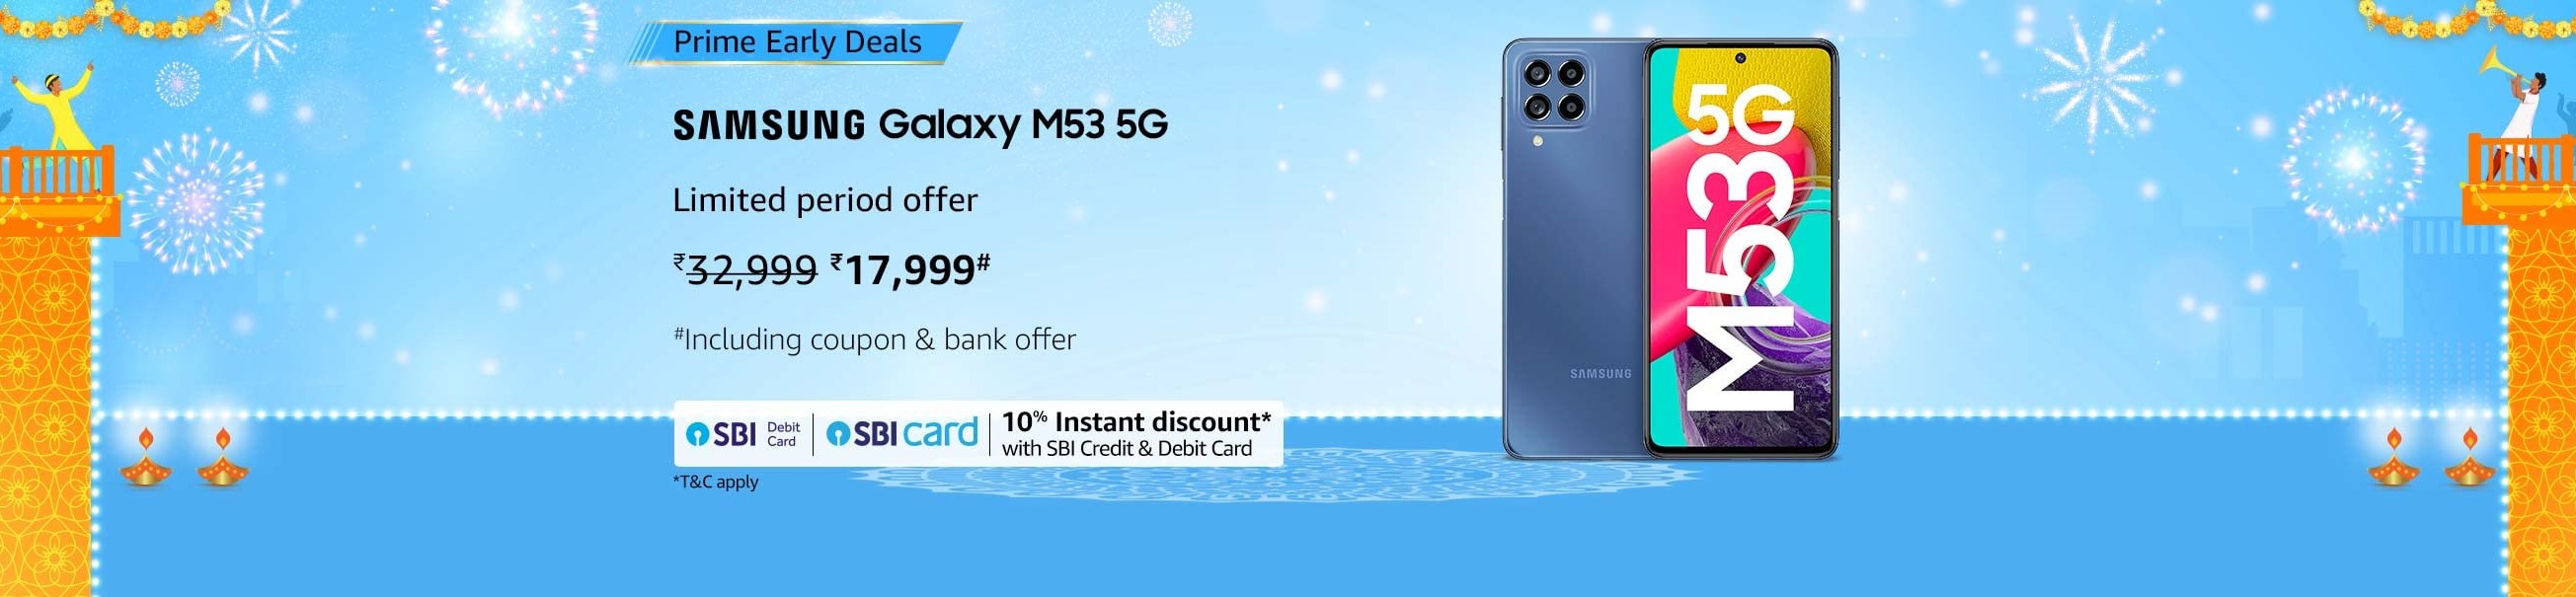 Prime Early Deals
SAMSUNG Galaxy M53 5G
Limited period offer
₹32,999 ₹17,999#
#Including coupon & bank offer
SBI Debit Card | SBI card | 10% Instant discount*
with SBI Credit & Debit Card
*T&C apply
SAMSUNG
M53 5G